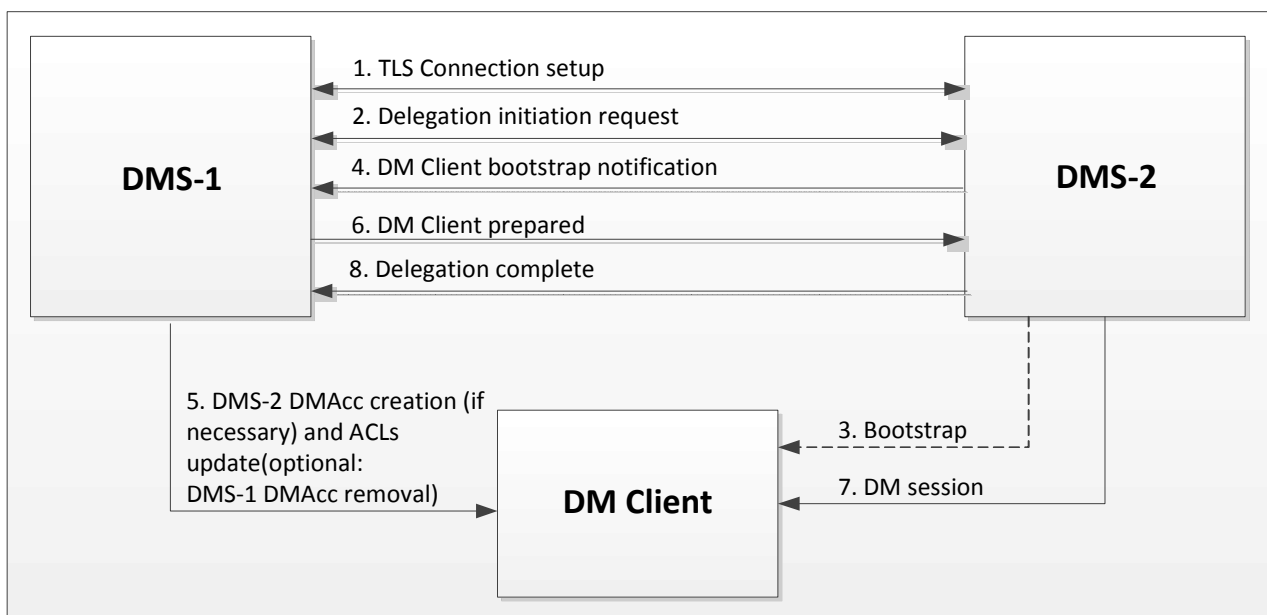 1. TLS Connection setup
2. Delegation initiation request
DMS-1
4. DM Client bootstrap notification
DMS-2
6. DM Client prepared
8. Delegation complete
5. DMS-2 DMAcc creation (if
necessary) and ACLs
update(optional:
DMS-1 DMAcc removal)
3. Bootstrap
7. DM session
DM Client